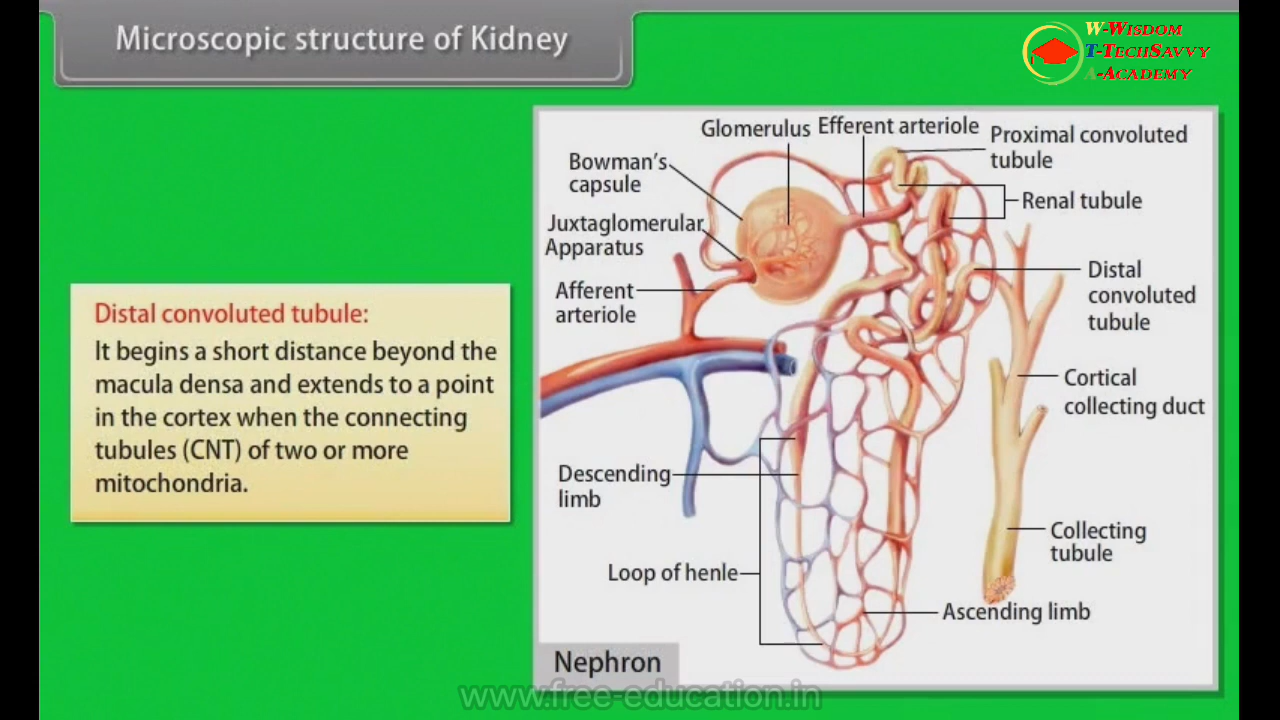 Microscopic structure of Kidney
W-Wisdom
T-TechSavvy
A-Academy
Distal convoluted tubule:
It begins a short distance beyond the
macula densa and extends to a point
in the cortex when the connecting
tubules (CNT) of two or more
mitochondria.
Glomerulus
Efferent arteriole
Proximal convoluted
tubule
Bowman's
capsule
Renal tubule
Juxtaglomerular
Apparatus
Distal
convoluted
tubule
Afferent
arteriole
Cortical
collecting duct
Descending
limb
Collecting
tubule
Loop of henle
Ascending limb
Nephron
www.free-education.in